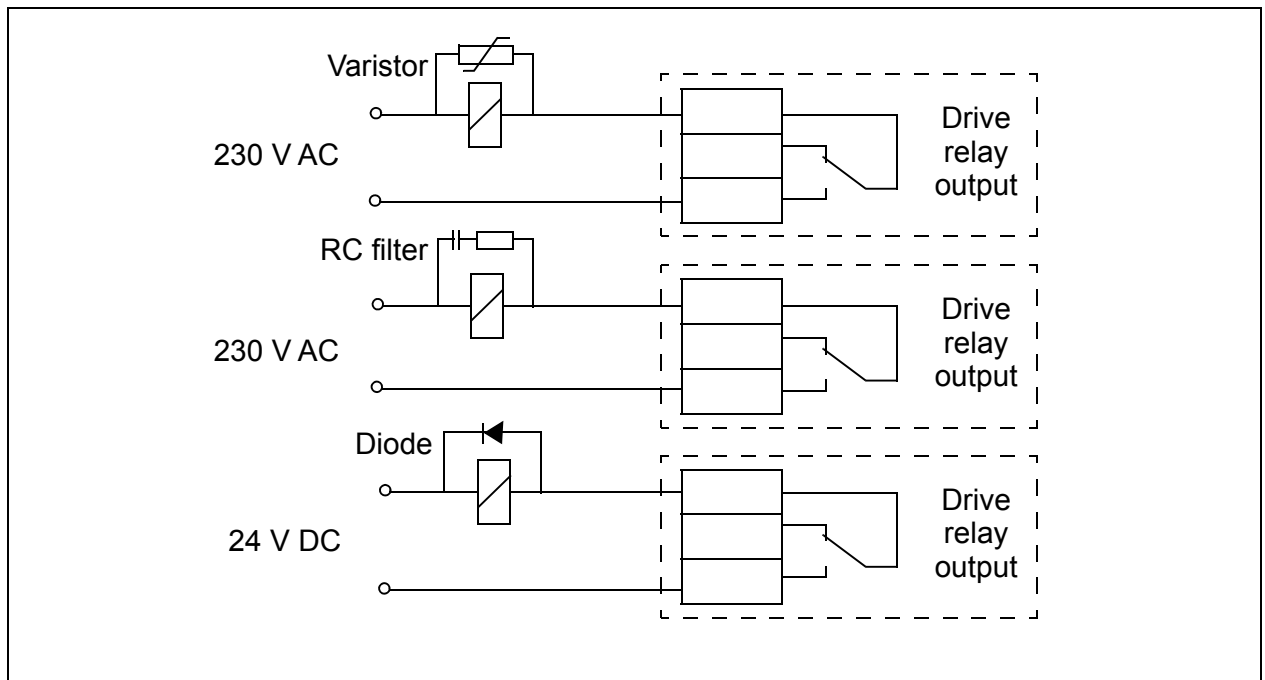 Varistor
230 V AC
Drive
relay
output
RC filter
230 V AC
Drive
relay
output
Diode
24 V DC
Drive
relay
output